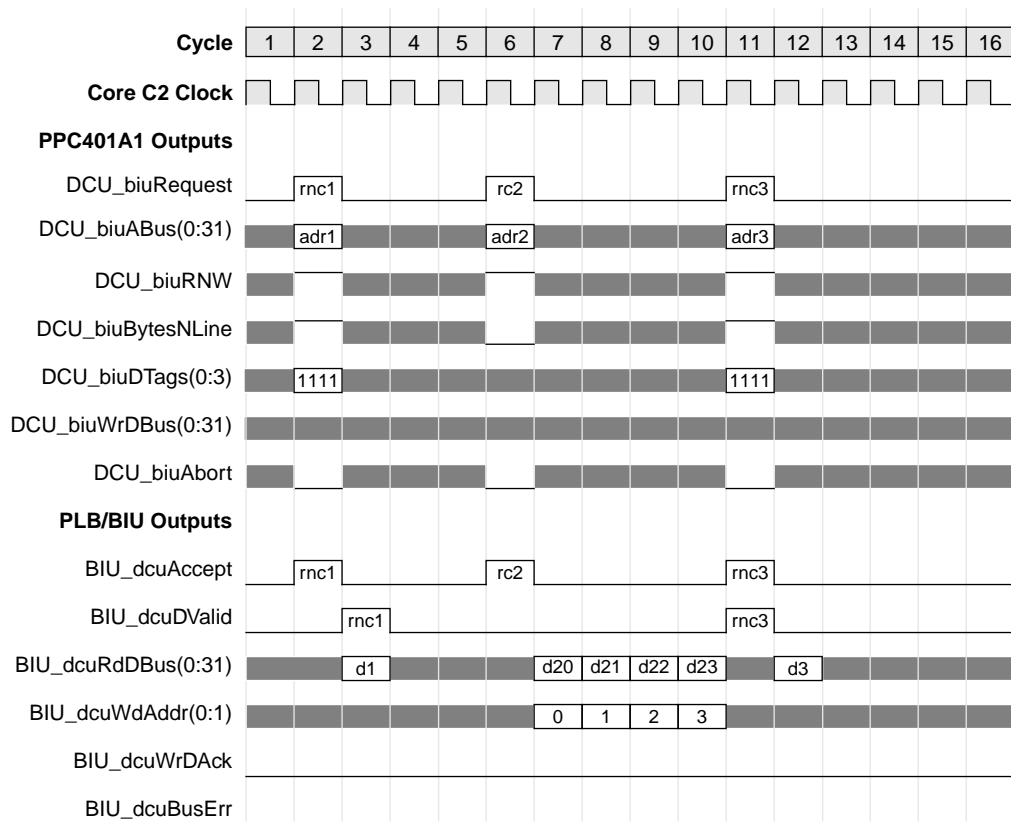 Cycle 1 2 3 4 5 6 7 8 9 10 11 12 13 14 15 16
Core C2 Clock
PPC401A1 Outputs
DCU_biuRequest rnc1 rc2 rnc3
DCU_biuABus(0:31) adr1 adr2 adr3
DCU_biuRNW
DCU_biuBytesNLine
DCU_biuDTags(0:3) 1111 1111
DCU_biuWrDBus(0:31)
DCU_biuAbort
PLB/BIU Outputs
BIU_dcuAccept rnc1 rc2 rnc3
BIU_dcuDValid rnc1 rnc3
BIU_dcuRdDBus(0:31) d1 d20 d21 d22 d23 d3
BIU_dcuWdAddr(0:1) 0 1 2 3
BIU_dcuWrDAck
BIU_dcuBusErr